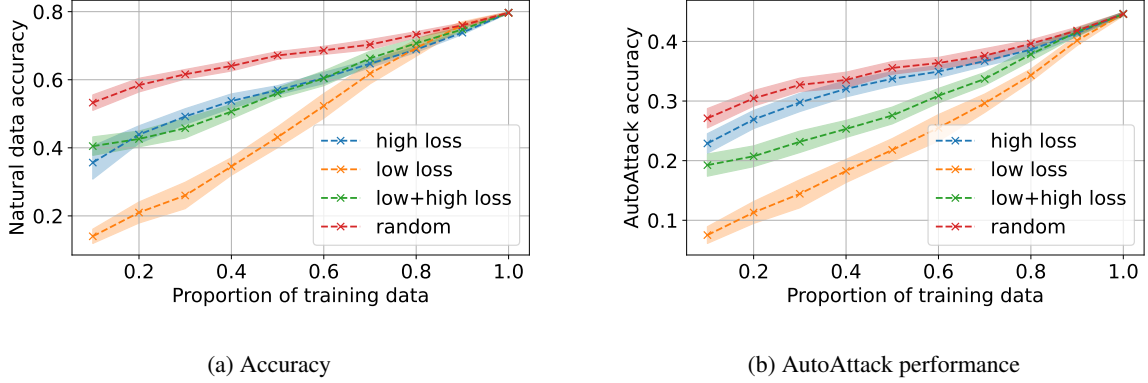 Natural data accuracy
0.8
0.6
0.4
0.2
high loss
low loss
low+high loss
random
0.2 0.4 0.6 0.8 1.0
Proportion of training data
(a) Accuracy
AutoAttack accuracy
0.4
0.3
0.2
0.1
high loss
low loss
low+high loss
random
0.2 0.4 0.6 0.8 1.0
Proportion of training data
(b) AutoAttack performance